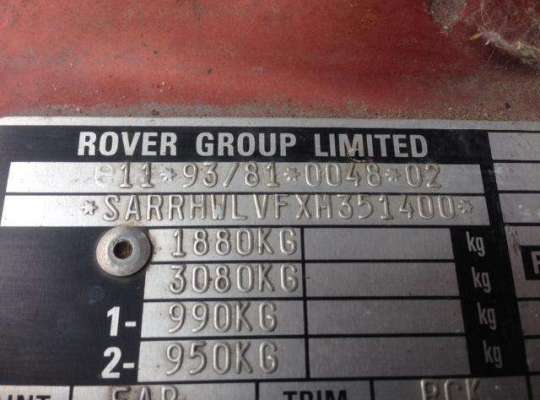 ROVER GROUP LIMITED
e11*93/81*0048*02
*SARRHWLVFXM351400*
1880KG kg
3080KG kg
1- 990KG kg
2- 950KG kg
TRIM